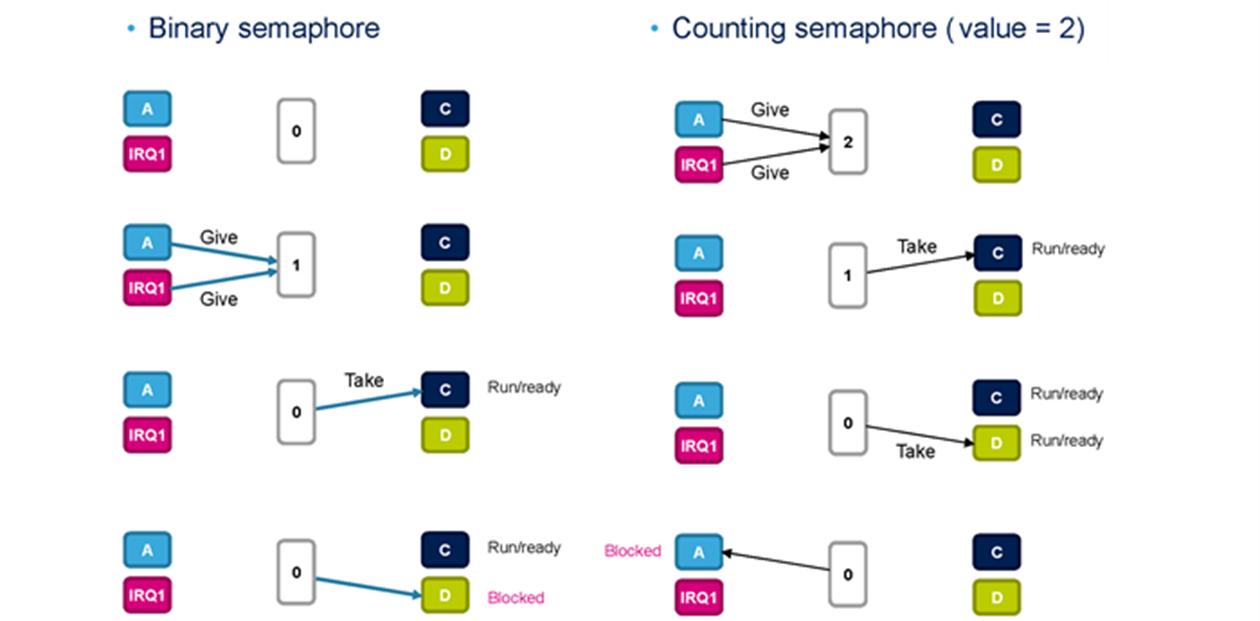 • Binary semaphore
A
IRQ1
0
C
D
A
IRQ1
Give
Give
1
C
D
A
IRQ1
0
Take
C
D
Run/ready
A
IRQ1
0
C
D
Run/ready
Blocked
• Counting semaphore (value = 2)
A
IRQ1
Give
Give
2
C
D
A
IRQ1
1
Take
C
D
Run/ready
A
IRQ1
0
Take
C
D
Run/ready
Run/ready
Blocked
A
IRQ1
0
C
D